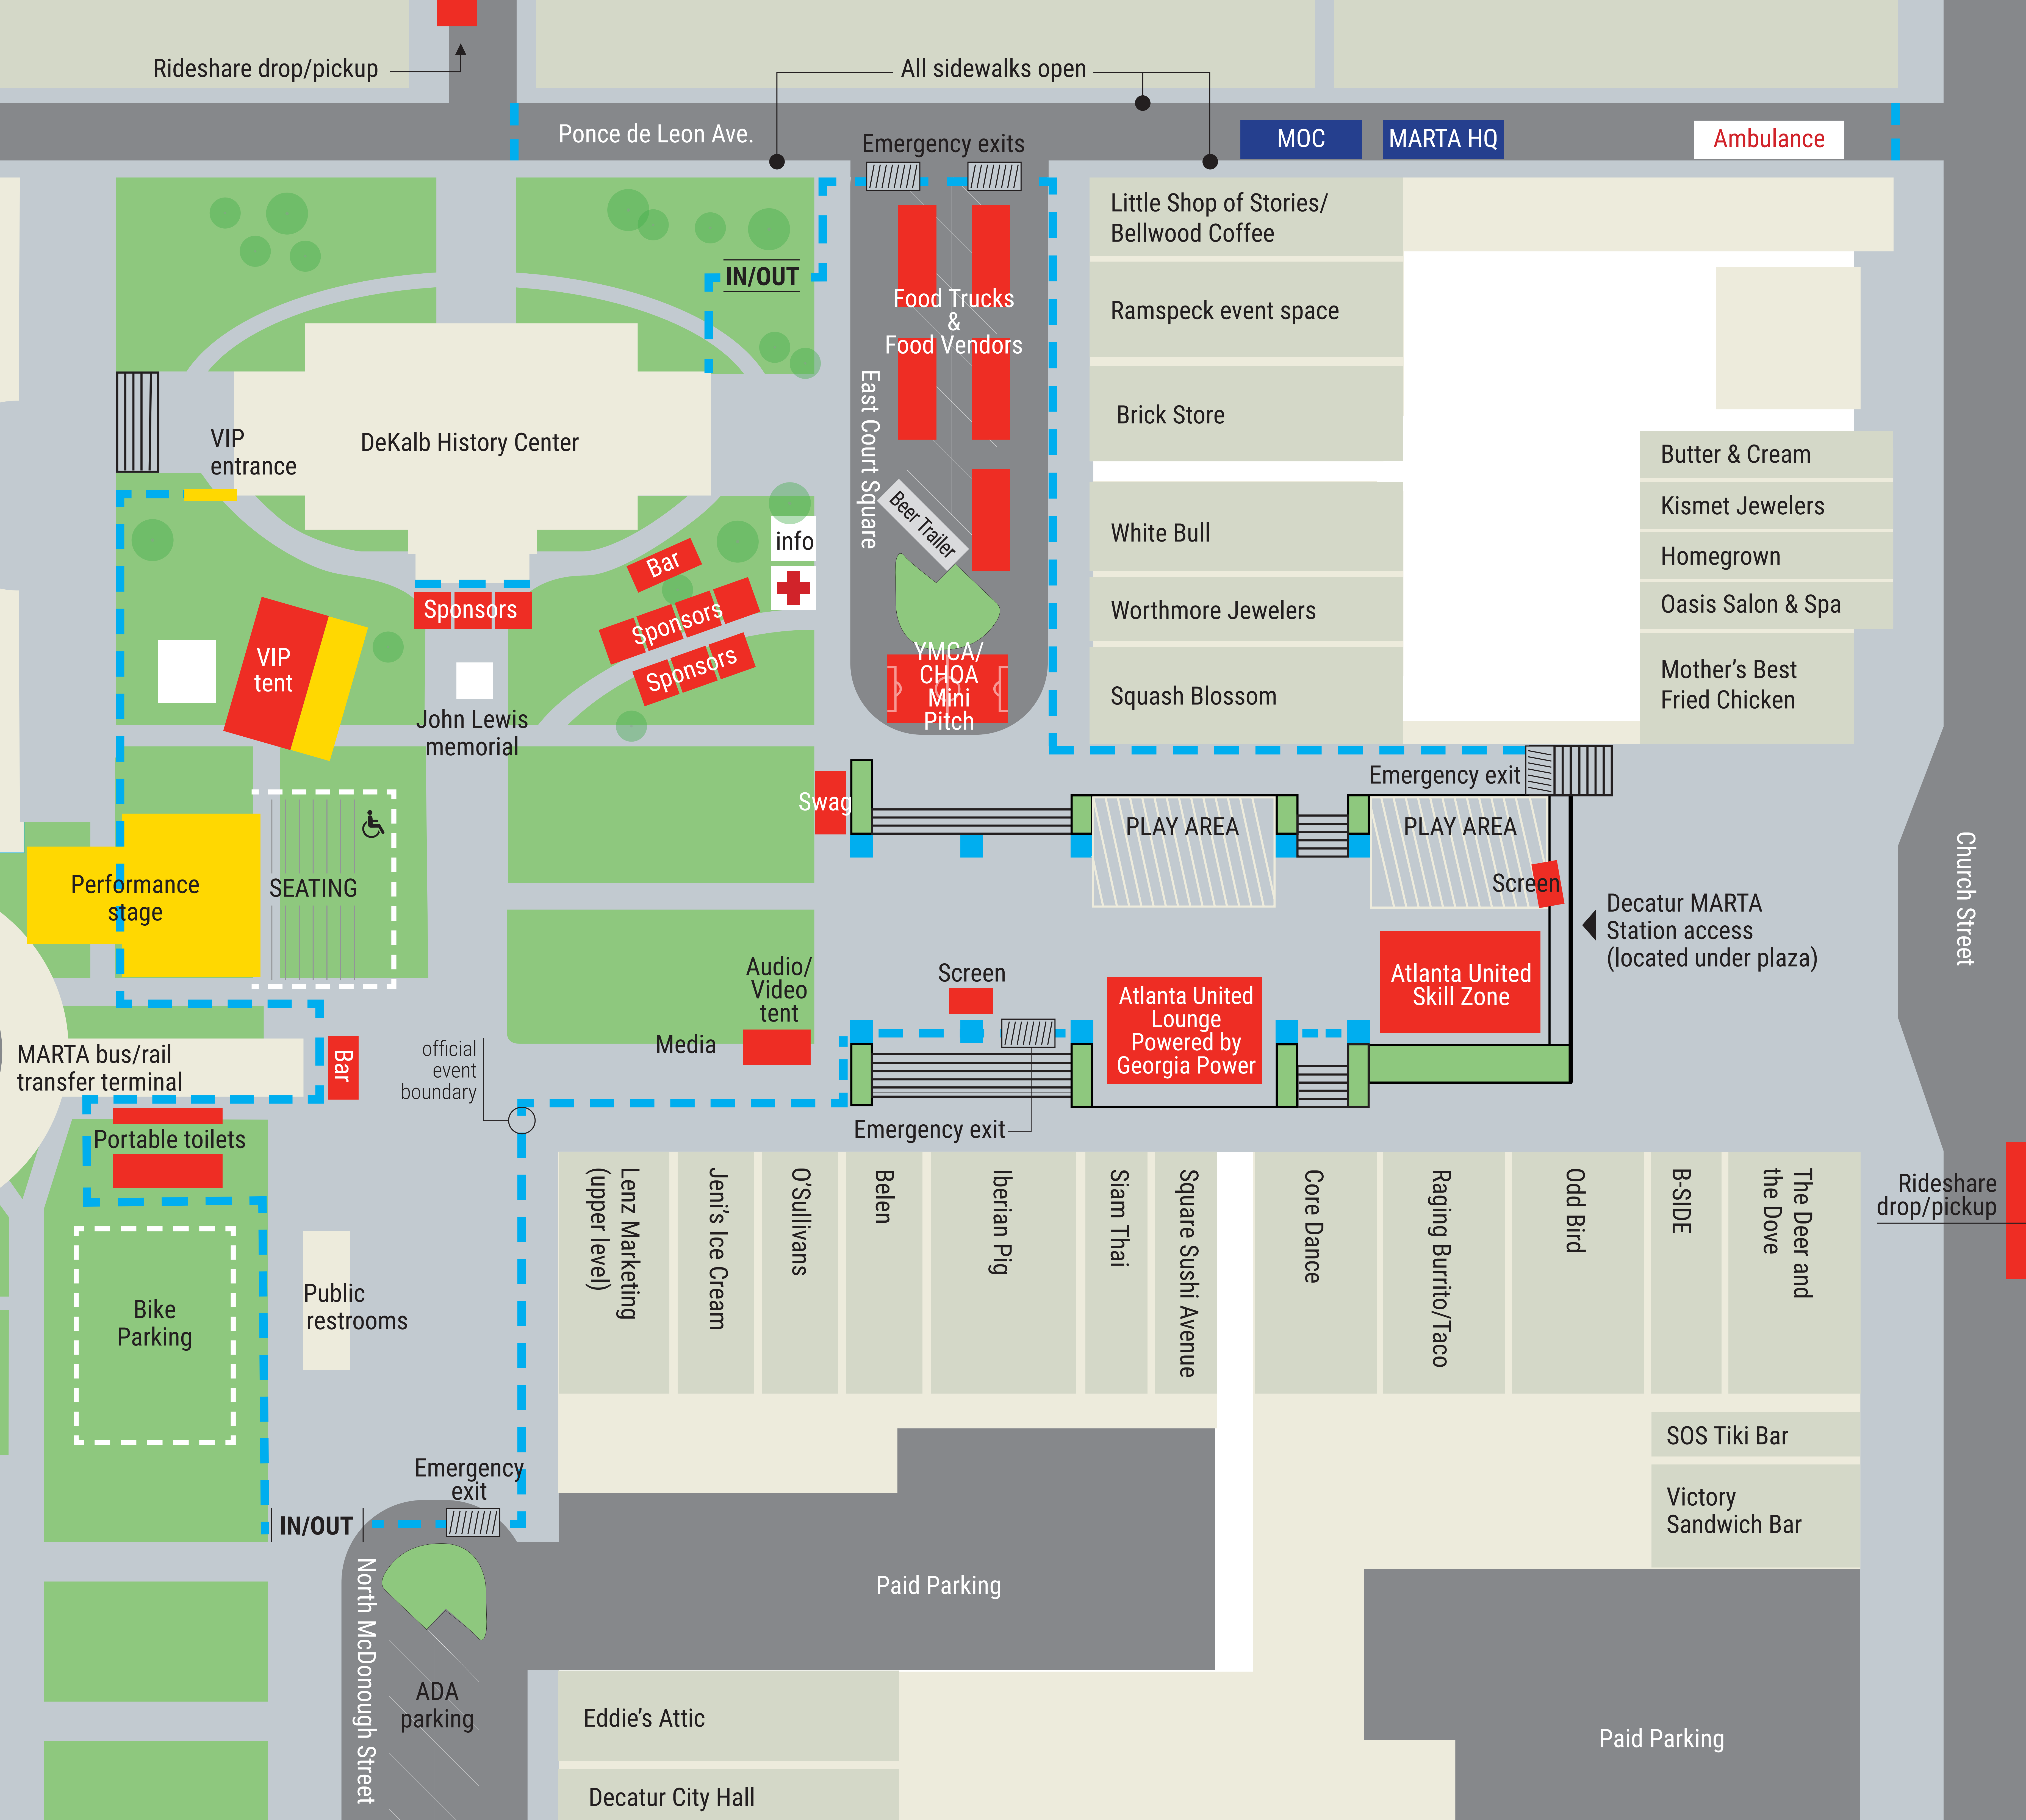 Rideshare drop/pickup
All sidewalks open
Ponce de Leon Ave.
Emergency exits
MOC
MARTA HQ
Ambulance
IN/OUT
Food Trucks
&
Food Vendors
East Court Square
Beer Trailer
Little Shop of Stories/
Bellwood Coffee
Ramspeck event space
Brick Store
White Bull
Worthmore Jewelers
Squash Blossom
Butter & Cream
Kismet Jewelers
Homegrown
Oasis Salon & Spa
Mother's Best
Fried Chicken
VIP
entrance
DeKalb History Center
info
Bar
Sponsors
Sponsors
Sponsors
VIP
tent
John Lewis
memorial
YMCA/
CHOA
Mini
Pitch
Swag
Emergency exit
PLAY AREA
PLAY AREA
Screen
Performance
stage
SEATING
Decatur MARTA
Station access
(located under plaza)
Church Street
Audio/
Video
tent
Media
Screen
Atlanta United
Lounge
Powered by
Georgia Power
Atlanta United
Skill Zone
MARTA bus/rail
transfer terminal
Bar
official
event
boundary
Emergency exit
Portable toilets
Lenz Marketing
(upper level)
Jeni's Ice Cream
O'Sullivans
Belen
Iberian Pig
Siam Thai
Square Sushi Avenue
Core Dance
Raging Burrito/Taco
Odd Bird
B-SIDE
The Deer and
the Dove
Rideshare
drop/pickup
Bike
Parking
Public
restrooms
SOS Tiki Bar
Victory
Sandwich Bar
Emergency
exit
IN/OUT
North McDonough Street
ADA
parking
Paid Parking
Paid Parking
Eddie's Attic
Decatur City Hall